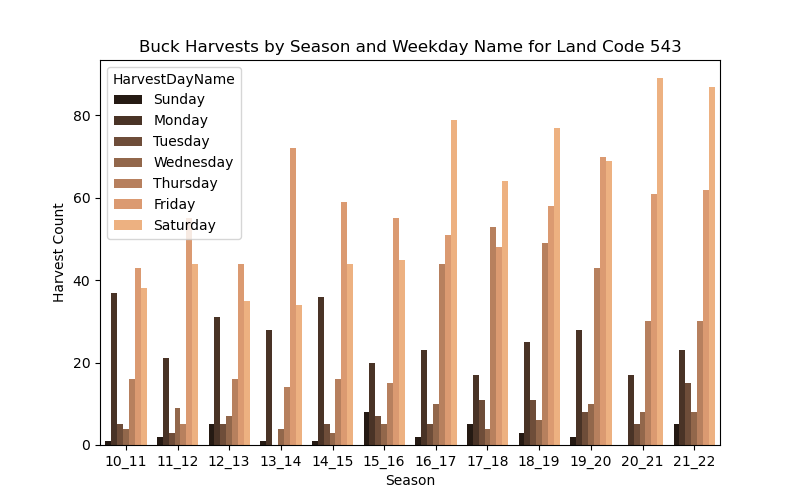 Buck Harvests by Season and Weekday Name for Land Code 543
HarvestDayName
Sunday
Monday
Tuesday
Wednesday
Thursday
Friday
Saturday
80
60
40
20
0
Harvest Count
10_11 11_12 12_13 13_14 14_15 15_16 16_17 17_18 18_19 19_20 20_21 21_22
Season